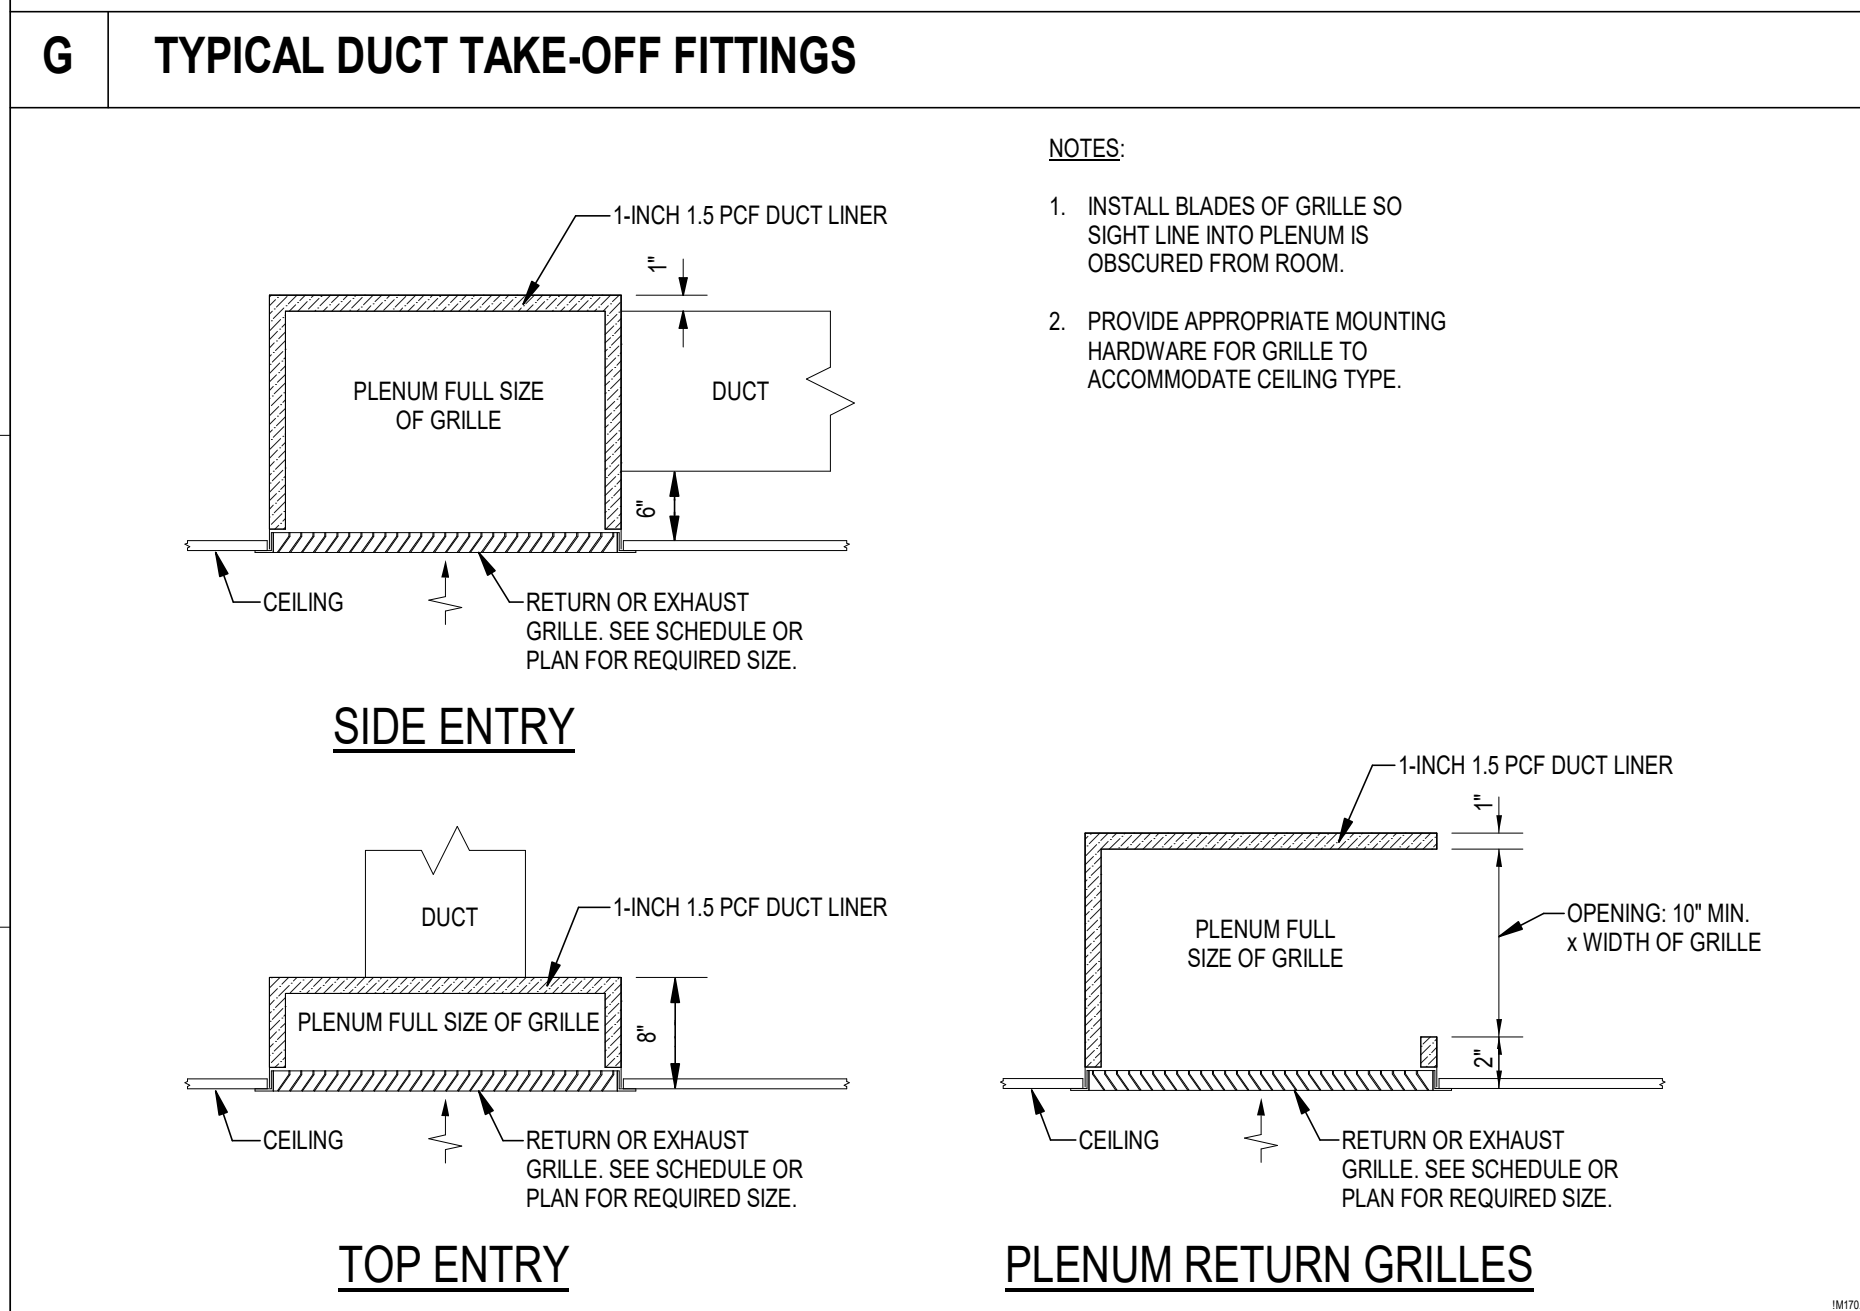 G TYPICAL DUCT TAKE-OFF FITTINGS
NOTES:
1. INSTALL BLADES OF GRILLE SO
SIGHT LINE INTO PLENUM IS
OBSCURED FROM ROOM.
2. PROVIDE APPROPRIATE MOUNTING
HARDWARE FOR GRILLE TO
ACCOMMODATE CEILING TYPE.
1-INCH 1.5 PCF DUCT LINER
1"
PLENUM FULL SIZE
OF GRILLE
DUCT
6"
CEILING
RETURN OR EXHAUST
GRILLE. SEE SCHEDULE OR
PLAN FOR REQUIRED SIZE.
SIDE ENTRY
DUCT
1-INCH 1.5 PCF DUCT LINER
PLENUM FULL SIZE OF GRILLE
8"
CEILING
RETURN OR EXHAUST
GRILLE. SEE SCHEDULE OR
PLAN FOR REQUIRED SIZE.
TOP ENTRY
1-INCH 1.5 PCF DUCT LINER
1"
PLENUM FULL
SIZE OF GRILLE
OPENING: 10" MIN.
x WIDTH OF GRILLE
2"
CEILING
RETURN OR EXHAUST
GRILLE. SEE SCHEDULE OR
PLAN FOR REQUIRED SIZE.
PLENUM RETURN GRILLES
!M170